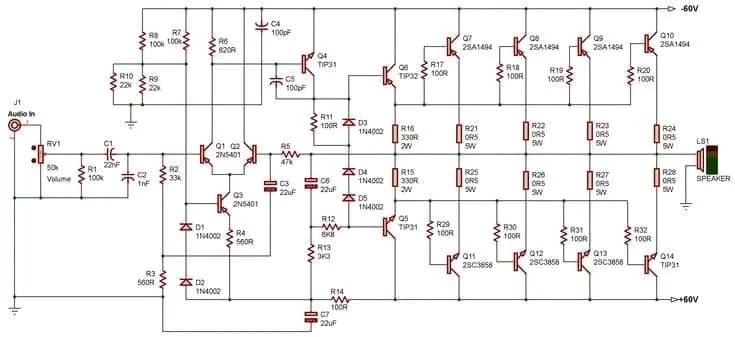 -60V
R8
100k
R7
100k
R6
820R
C4
100pF
Q4
TIP31
Q6
TIP32
Q7
2SA1494
Q8
2SA1494
Q9
2SA1494
Q10
2SA1494
R10
22k
R9
22k
C5
100pF
R17
100R
R18
100R
R19
100R
R20
100R
J1
Audio In
R11
100R
D3
1N4002
R16
330R
2W
R21
0R5
5W
R22
0R5
5W
R23
0R5
5W
R24
0R5
5W
LS1
SPEAKER
RV1
50k
Volume
C1
22nF
R1
100k
C2
1nF
R2
33k
Q1
2N5401
Q2
R5
47k
Q3
2N5401
C3
22uF
C6
22uF
D4
1N4002
D5
1N4002
R15
330R
2W
R25
0R5
5W
R26
0R5
5W
R27
0R5
5W
R28
0R5
5W
D1
1N4002
R4
560R
R12
6K8
Q5
TIP31
R29
100R
R30
100R
R31
100R
R32
100R
R3
560R
D2
1N4002
R13
3K3
Q11
2SC3858
Q12
2SC3858
Q13
2SC3858
Q14
TIP31
R14
100R
C7
22uF
+60V